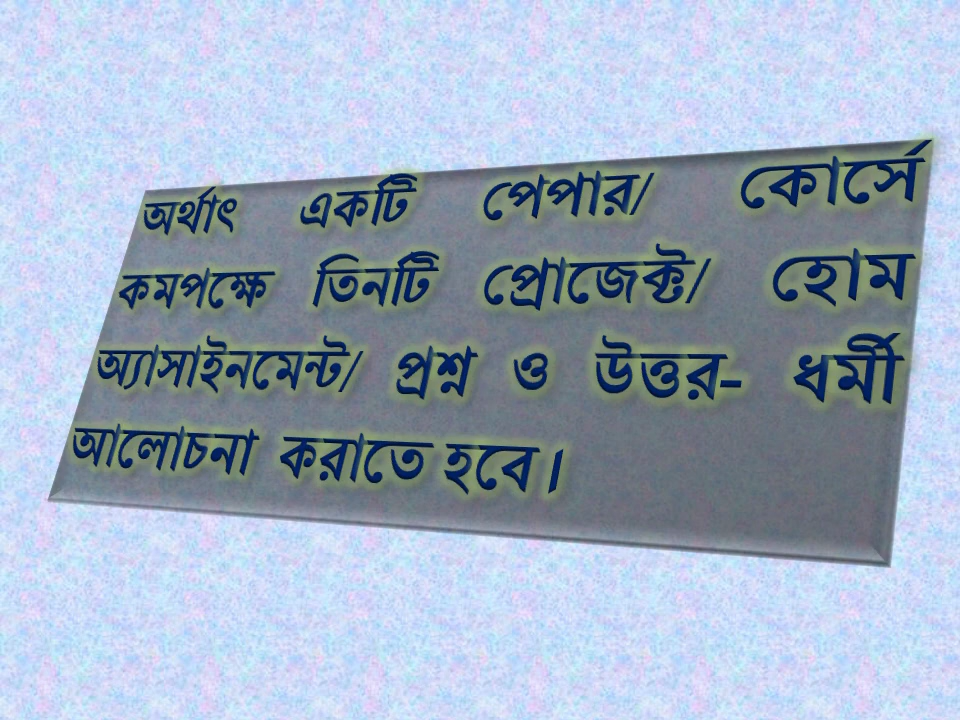 অর্থাৎ একটি পেপার/ কোর্সে
কমপক্ষে তিনটি প্রোজেক্ট/ হোম
অ্যাসাইনমেন্ট/ প্রশ্ন ও উত্তর- ধর্মী
আলোচনা করাতে হবে।